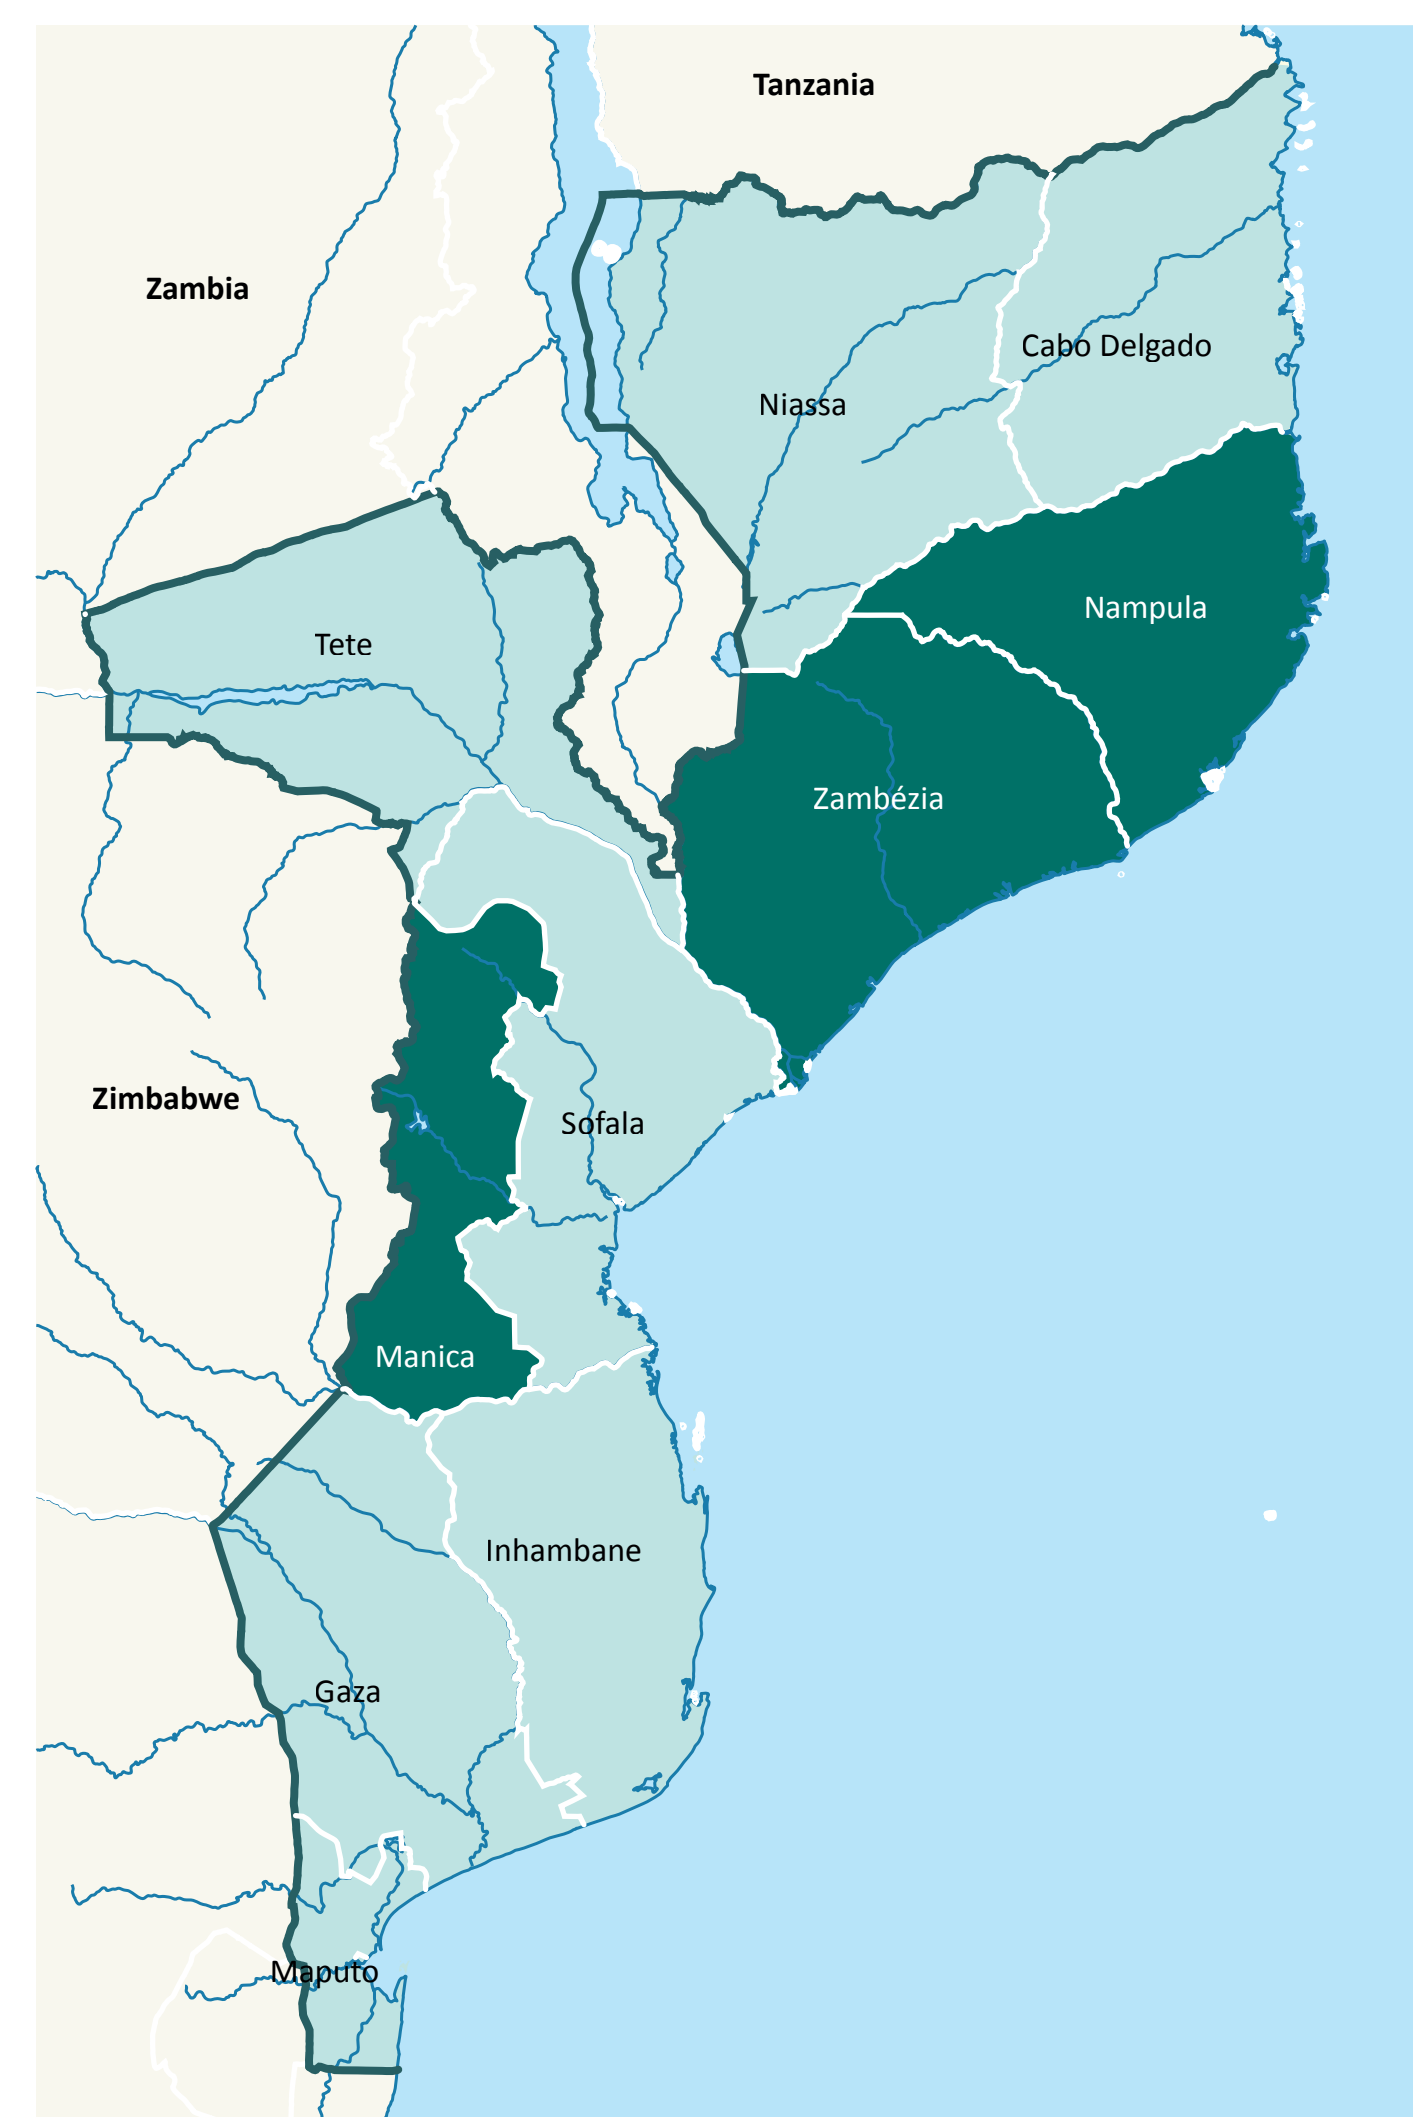 Tanzania
Zambia
Cabo Delgado
Niassa
Nampula
Tete
Zambézia
Zimbabwe
Sofala
Manica
Inhambane
Gaza
Maputo